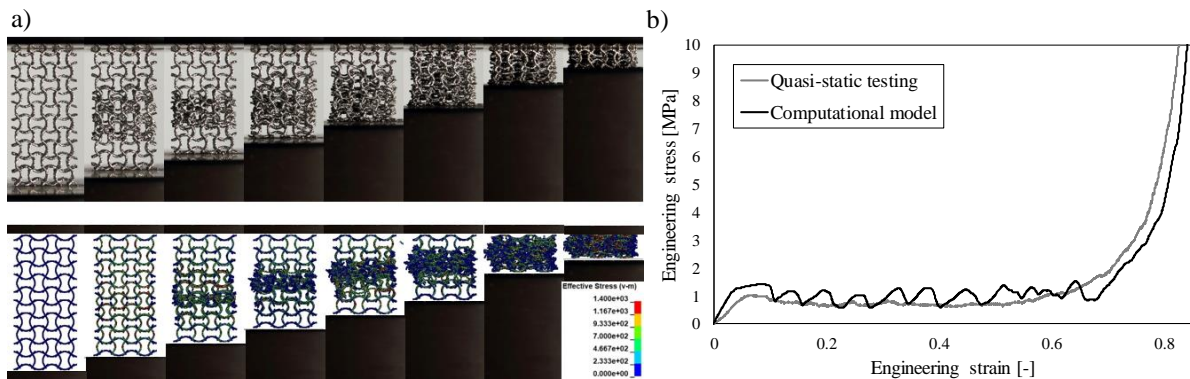 a)
Effective Stress (v-m)
1.400e+03
1.167e+03
9.333e+02
7.000e+02
4.667e+02
2.333e+02
0.000e+00
b)
10
9
8
7
6
5
4
3
2
1
0
Engineering stress [MPa]
Quasi-static testing
Computational model
0 0.2 0.4 0.6 0.8
Engineering strain [-]